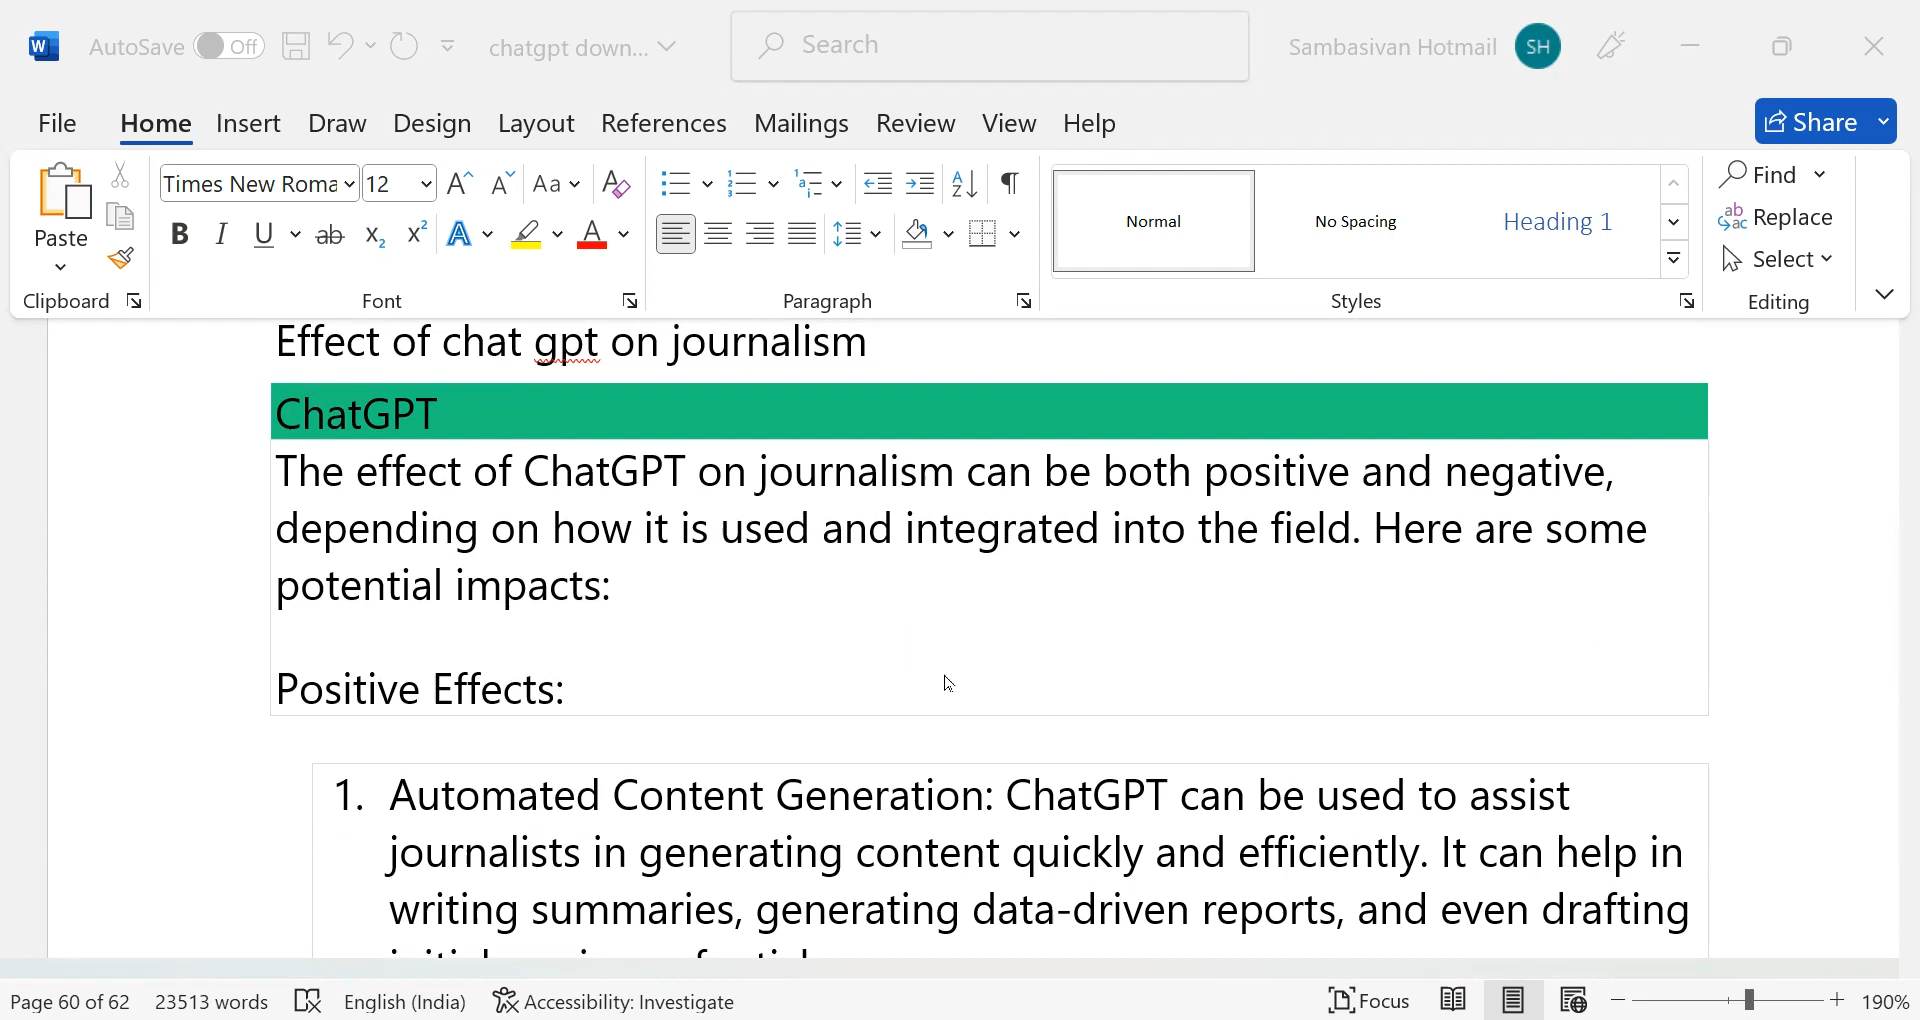 W AutoSave Off chatgpt down... Search Sambasivan Hotmail SH
File Home Insert Draw Design Layout References Mailings Review View Help Share
Times New Roma 12 Aa Find
Paste B I U ab Normal No Spacing Heading 1 Replace
Select
Clipboard Font Paragraph Styles Editing
Effect of chat gpt on journalism
ChatGPT
The effect of ChatGPT on journalism can be both positive and negative,
depending on how it is used and integrated into the field. Here are some
potential impacts:
Positive Effects:
1. Automated Content Generation: ChatGPT can be used to assist
journalists in generating content quickly and efficiently. It can help in
writing summaries, generating data-driven reports, and even drafting
Page 60 of 62 23513 words English (India) Accessibility: Investigate Focus 190%